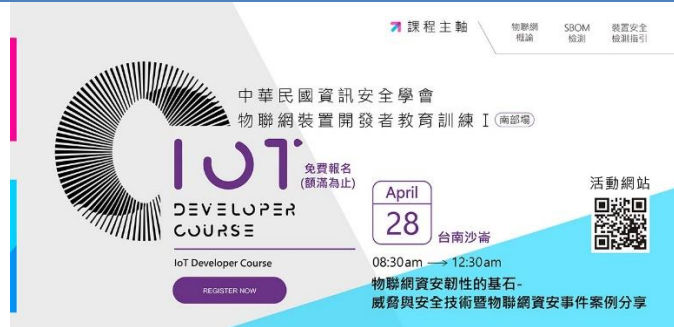 課程主軸
物聯網概論
SBOM檢測
裝置安全檢測指引
中華民國資訊安全學會
物聯網裝置開發者教育訓練 I (南部場)
IOT
免費報名
(額滿為止)
DEVELOPER
COURSE
IoT Developer Course
REGISTER NOW
April
28
台南沙崙
08:30am → 12:30am
物聯網資安韌性的基石-
威脅與安全技術暨物聯網資安事件案例分享
活動網站